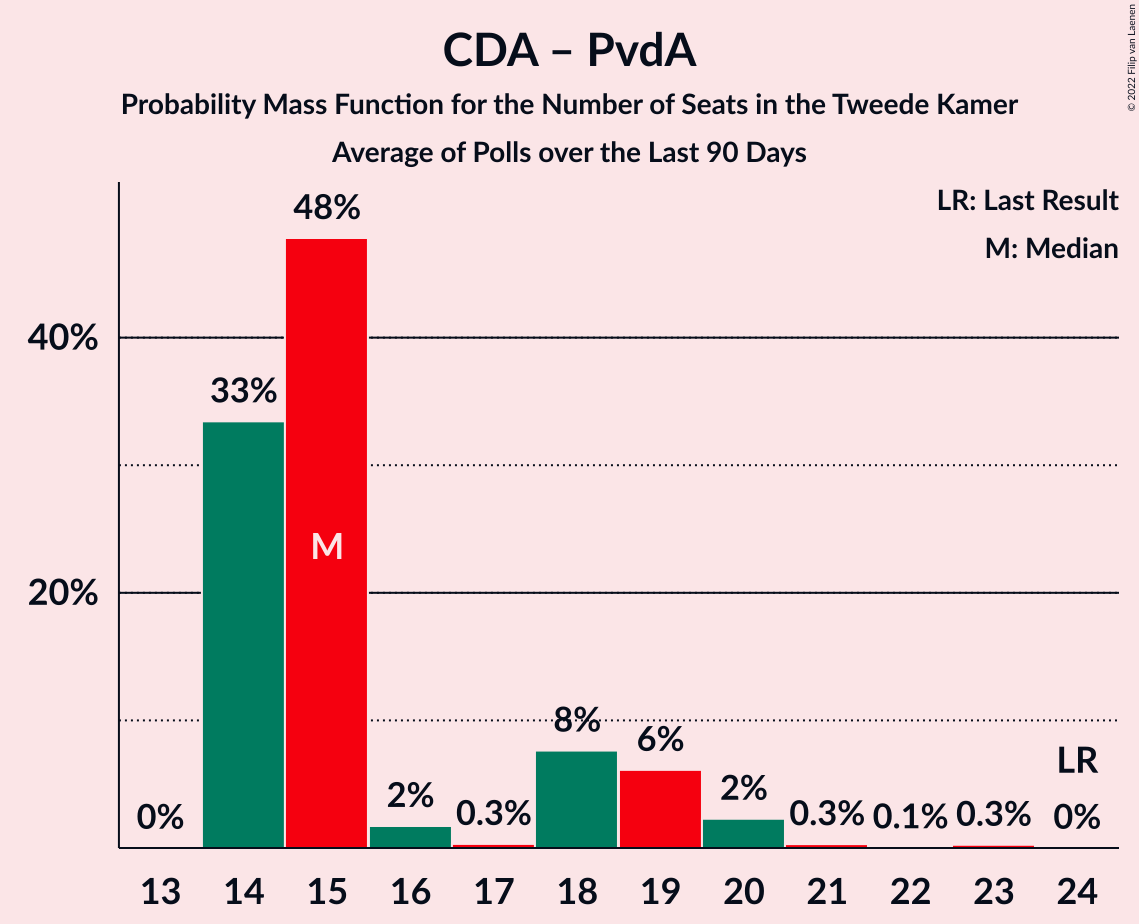 CDA – PvdA
Probability Mass Function for the Number of Seats in the Tweede Kamer
Average of Polls over the Last 90 Days
© 2022 Filip van Laenen
LR: Last Result
M: Median
48%
40%
33%
M
20%
8%
6%
LR
2%
2%
0%
0.3%
0.3%
0.1%
0.3%
0%
13 14 15 16 17 18 19 20 21 22 23 24